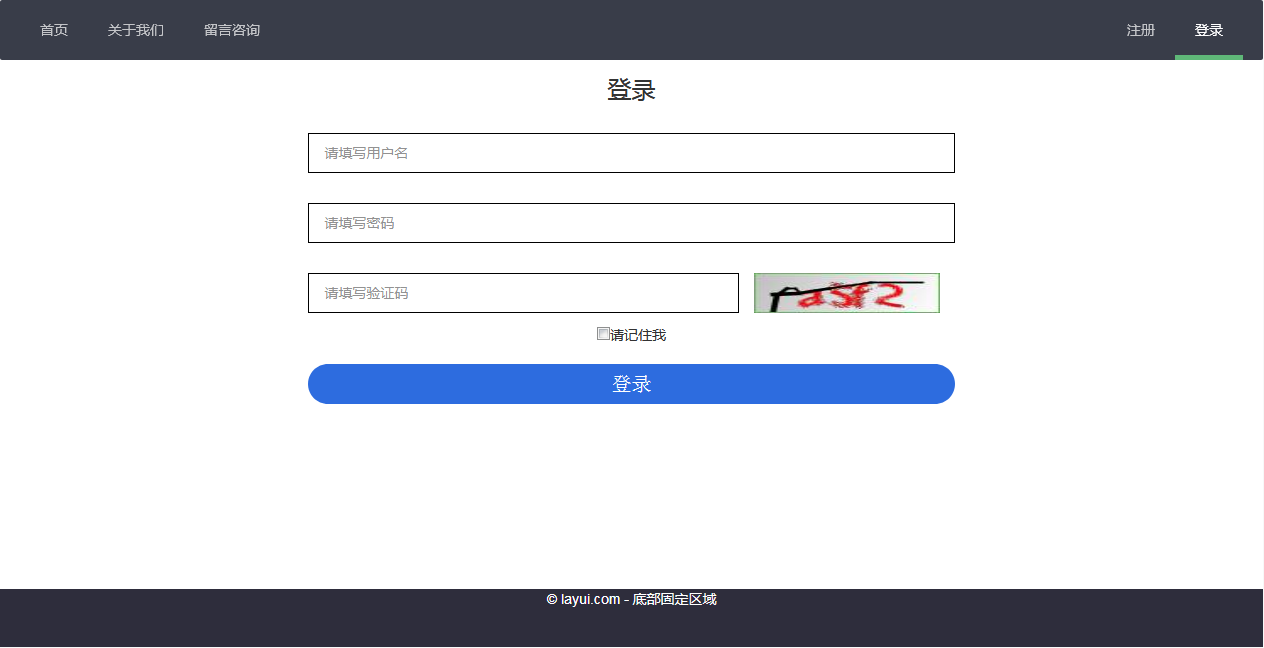 首页 关于我们 留言咨询 注册 登录
登录
请填写用户名
请填写密码
请填写验证码
请记住我
登录
© layui.com - 底部固定区域